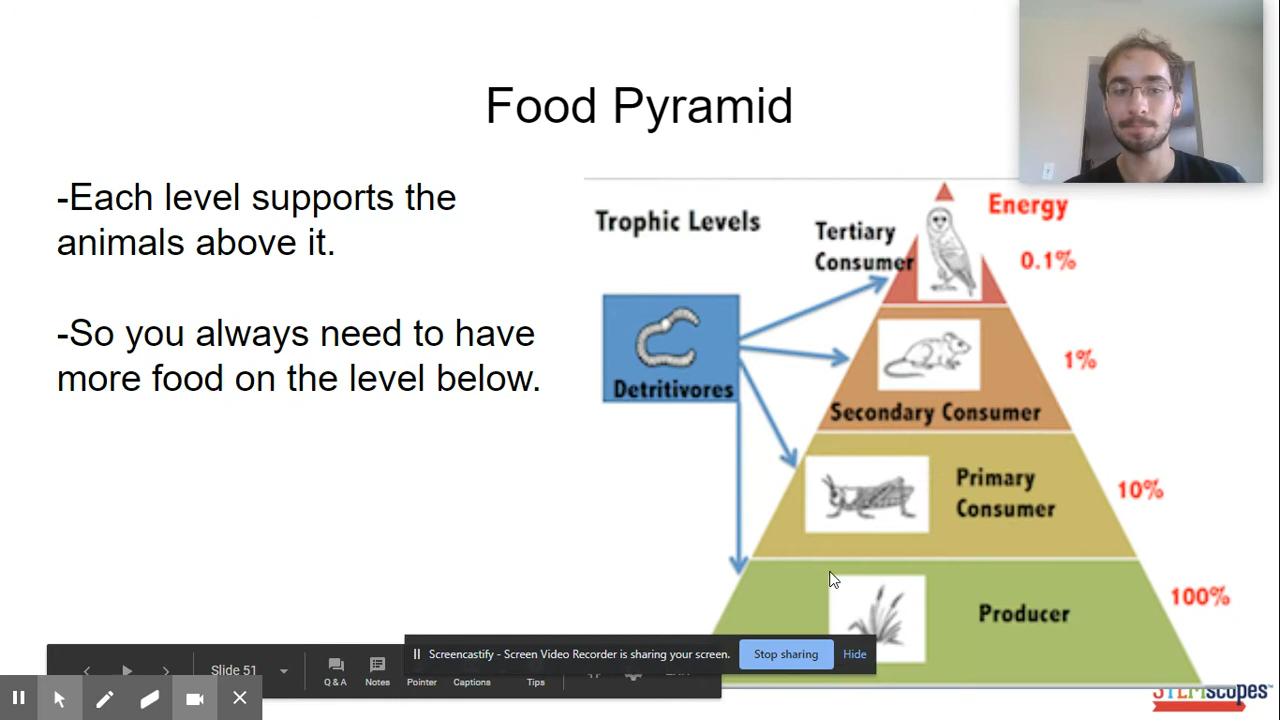 Food Pyramid
-Each level supports the
animals above it.
-So you always need to have
more food on the level below.
Trophic Levels
Energy
Tertiary
Consumer
0.1%
Detritivores
1%
Secondary Consumer
Primary
Consumer
10%
100%
Producer
Screencastify - Screen Video Recorder is sharing your screen.
Stop sharing
Hide
Slide 51
Q & A
Notes
Pointer
Captions
Tips
STEMscopes™